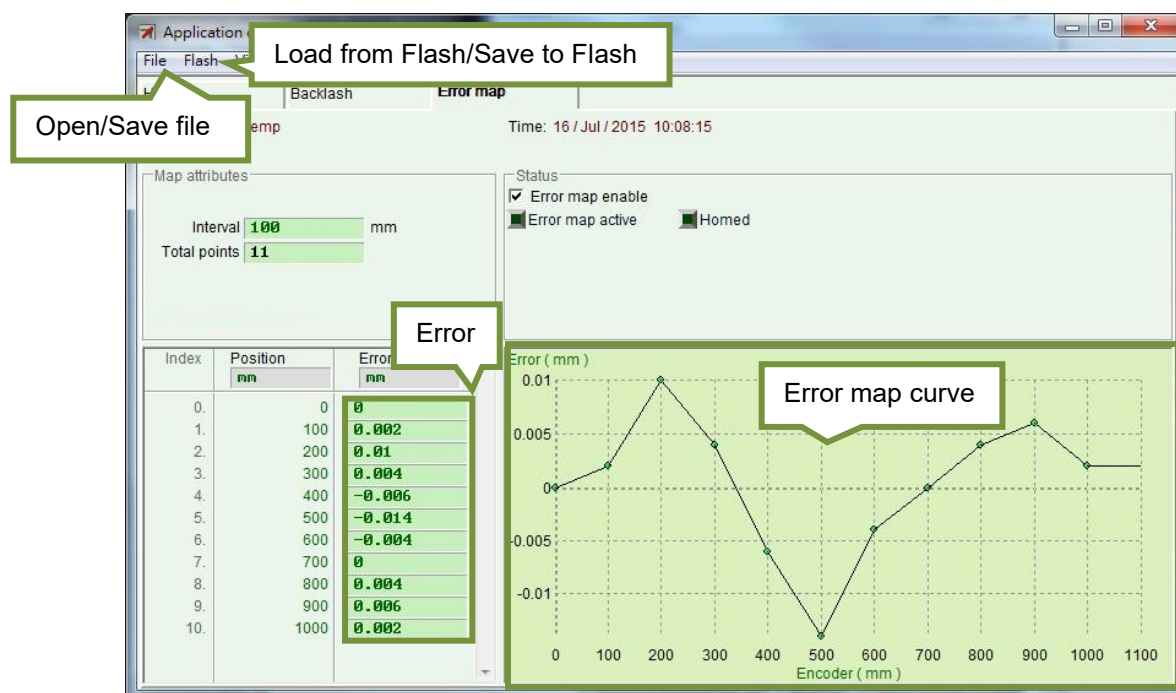 Application
Load from Flash/Save to Flash
File Flash
Backlash Error map
Open/Save file
Time: 16 / Jul / 2015 10:08:15
Map attributes
Interval 100 mm
Total points 11
Status
Error map enable
Error map active Homed
Error
Index Position Error
mm mm
0. 0 0
1. 100 0.002
2. 200 0.01
3. 300 0.004
4. 400 -0.006
5. 500 -0.014
6. 600 -0.004
7. 700 0
8. 800 0.004
9. 900 0.006
10. 1000 0.002
Error ( mm )
Error map curve
0.01
0.005
0
-0.005
-0.01
0 100 200 300 400 500 600 700 800 900 1000 1100
Encoder ( mm )